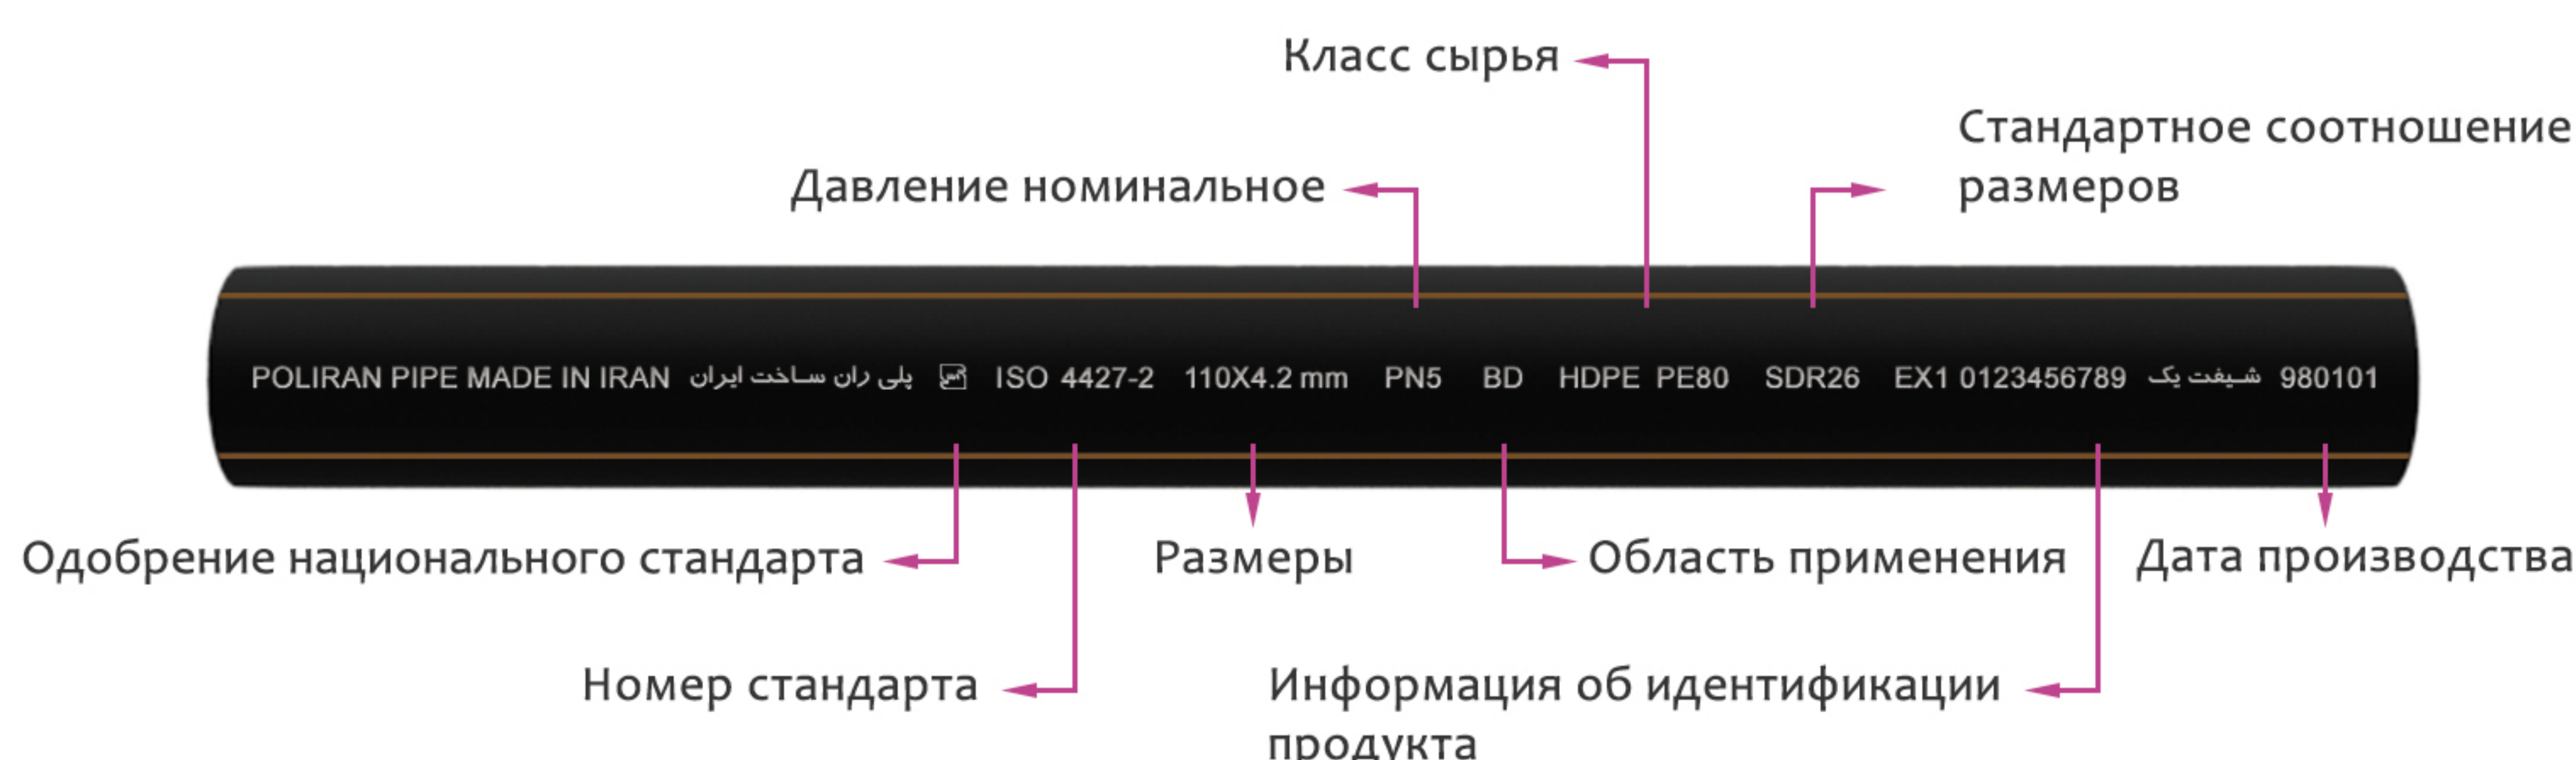 Класс сырья
Стандартное соотношение
размеров
Давление номинальное
POLIRAN PIPE MADE IN IRAN پلی ران ساخت ایران ISO 4427-2 110X4.2 mm PN5 BD HDPE PE80 SDR26 EX1 0123456789 شیفت یک 980101
Одобрение национального стандарта
Размеры
Область применения
Дата производства
Номер стандарта
Информация об идентификации
продукта